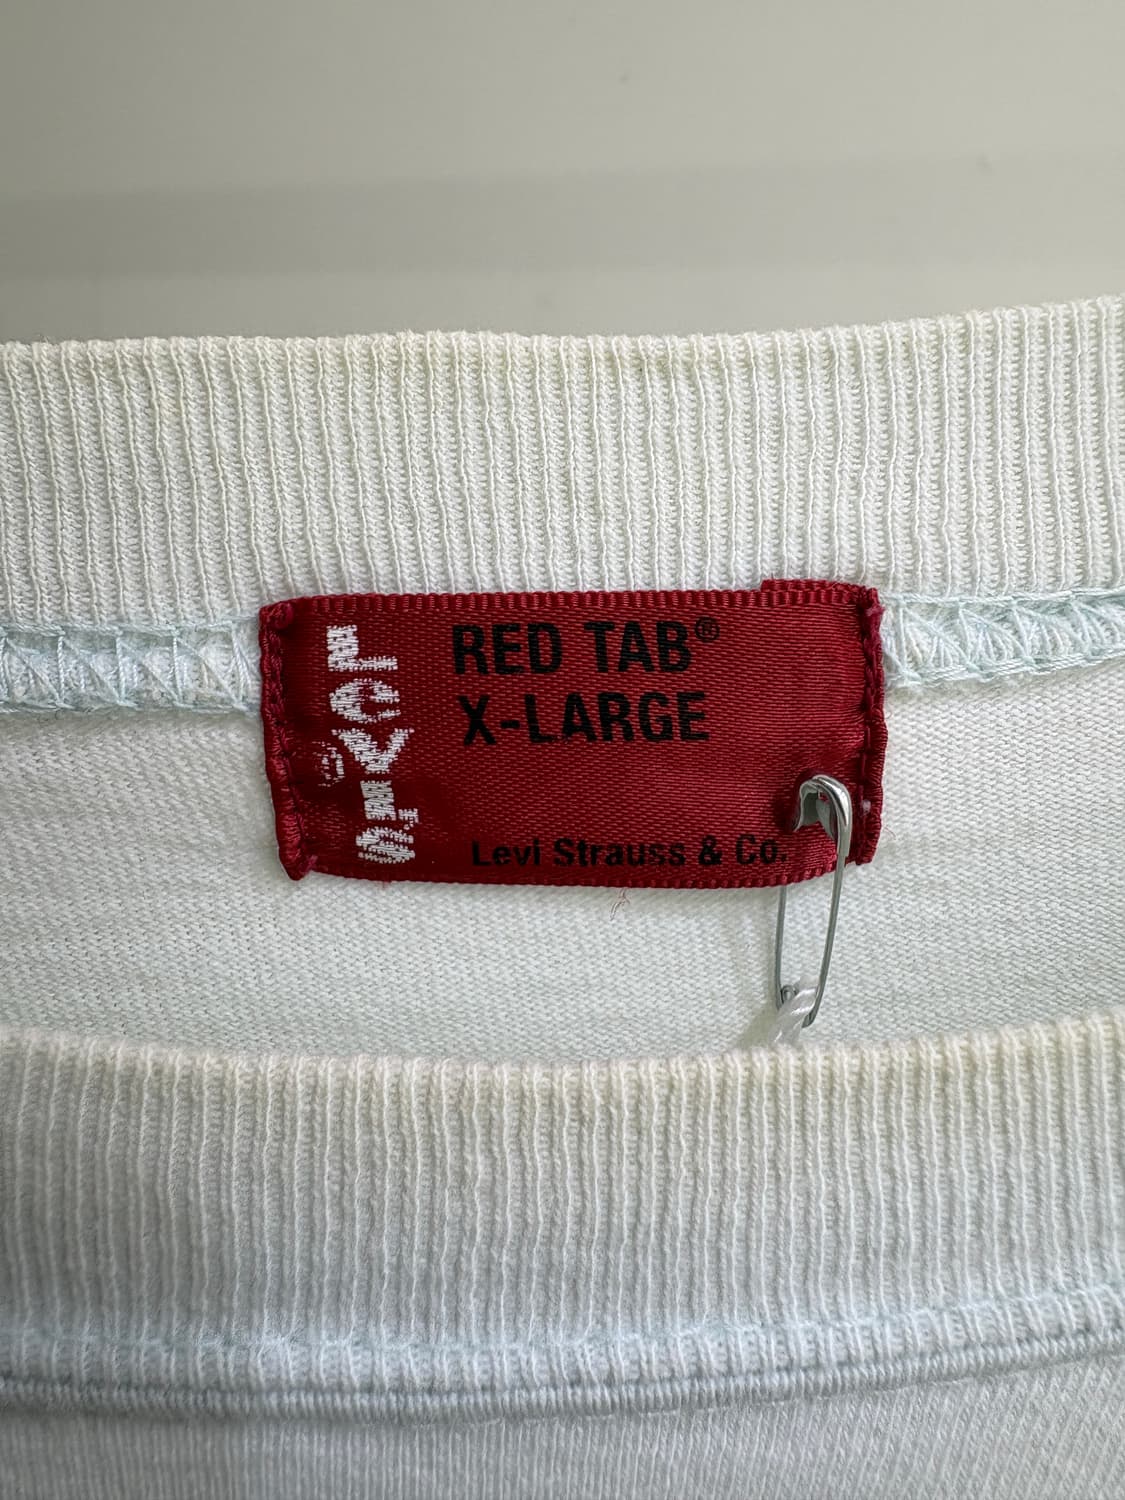 Levi's
RED TAB®
X-LARGE
Levi Strauss & Co.